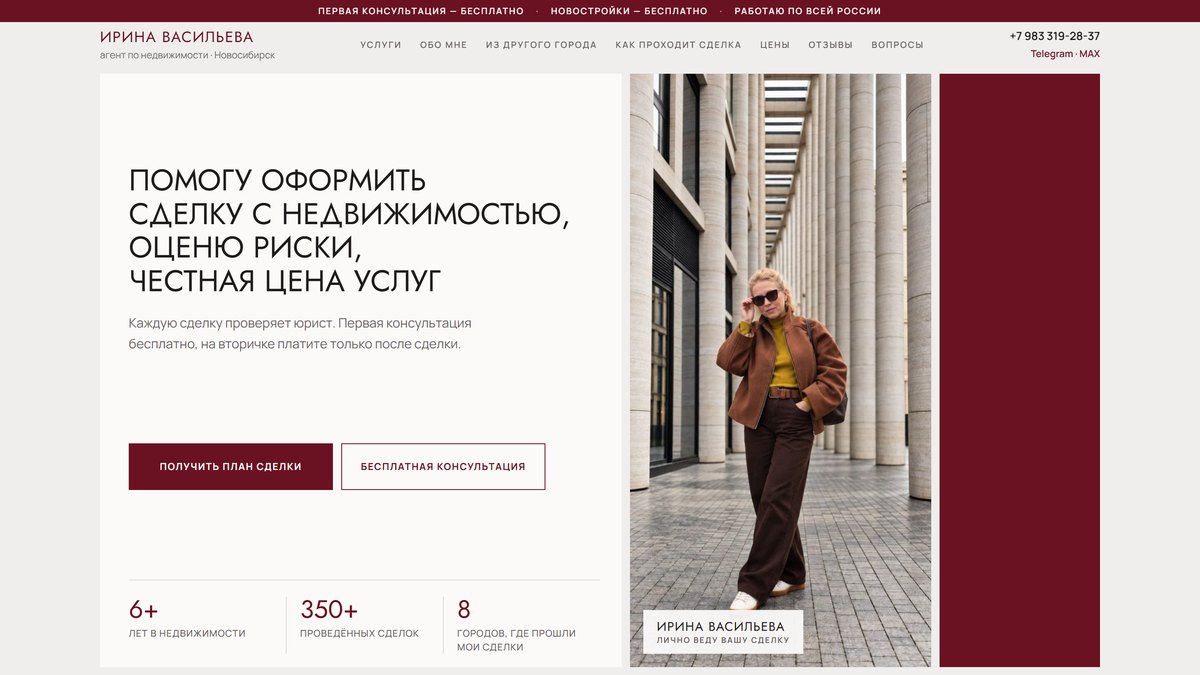 ПЕРВАЯ КОНСУЛЬТАЦИЯ — БЕСПЛАТНО · НОВОСТРОЙКИ — БЕСПЛАТНО · РАБОТАЮ ПО ВСЕЙ РОССИИ
ИРИНА ВАСИЛЬЕВА
агент по недвижимости · Новосибирск
УСЛУГИ ОБО МНЕ ИЗ ДРУГОГО ГОРОДА КАК ПРОХОДИТ СДЕЛКА ЦЕНЫ ОТЗЫВЫ ВОПРОСЫ
+7 983 319-28-37
Telegram · MAX
ПОМОГУ ОФОРМИТЬ
СДЕЛКУ С НЕДВИЖИМОСТЬЮ,
ОЦЕНЮ РИСКИ,
ЧЕСТНАЯ ЦЕНА УСЛУГ
Каждую сделку проверяет юрист. Первая консультация
бесплатно, на вторичке платите только после сделки.
ПОЛУЧИТЬ ПЛАН СДЕЛКИ
БЕСПЛАТНАЯ КОНСУЛЬТАЦИЯ
6+
ЛЕТ В НЕДВИЖИМОСТИ
350+
ПРОВЕДЁННЫХ СДЕЛОК
8
ГОРОДОВ, ГДЕ ПРОШЛИ
МОИ СДЕЛКИ
ИРИНА ВАСИЛЬЕВА
ЛИЧНО ВЕДУ ВАШУ СДЕЛКУ